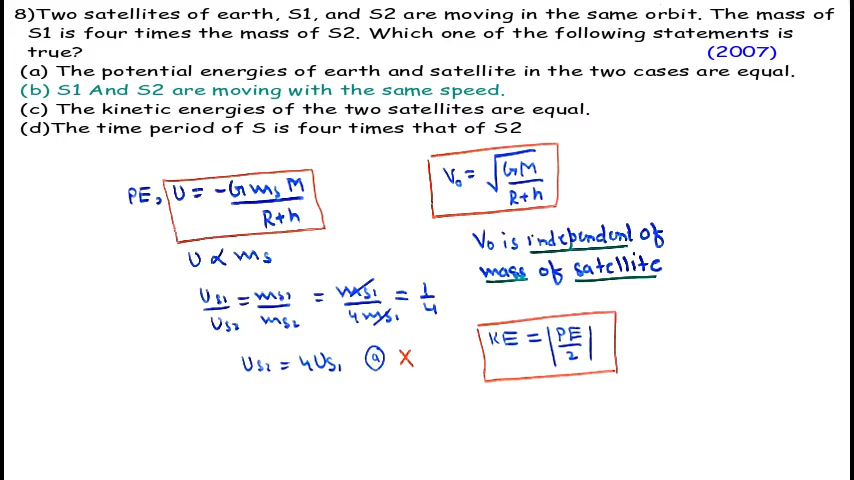 8)Two satellites of earth, S1, and S2 are moving in the same orbit. The mass of
S1 is four times the mass of S2. Which one of the following statements is
true? (2007)
(a) The potential energies of earth and satellite in the two cases are equal.
(b) S1 And S2 are moving with the same speed.
(c) The kinetic energies of the two satellites are equal.
(d)The time period of S is four times that of S2
PE, U = -G ms M / R+h
V₀ = √(GM / R+h)
U ∝ ms
V₀ is independent of
mass of satellite
Us1/Us2 = ms1/ms2 = ms1/4ms1 = 1/4
KE = |PE/2|
Us2 = 4Us1 (a) X